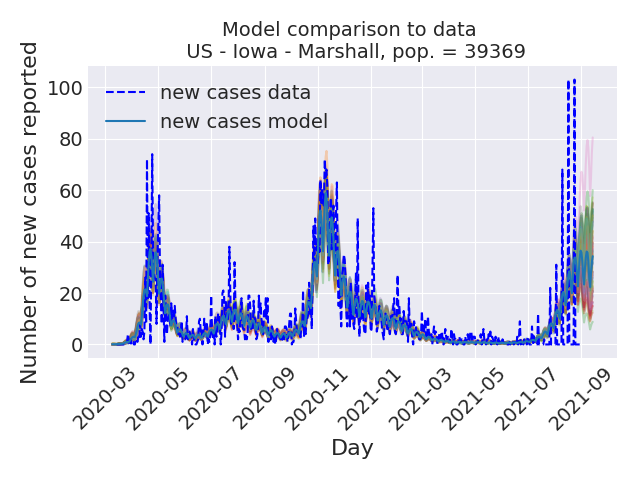 Model comparison to data
US - Iowa - Marshall, pop. = 39369
Number of new cases reported
100
80
60
40
20
0
new cases data
new cases model
2020-03
2020-05
2020-07
2020-09
2020-11
2021-01
2021-03
2021-05
2021-07
2021-09
Day